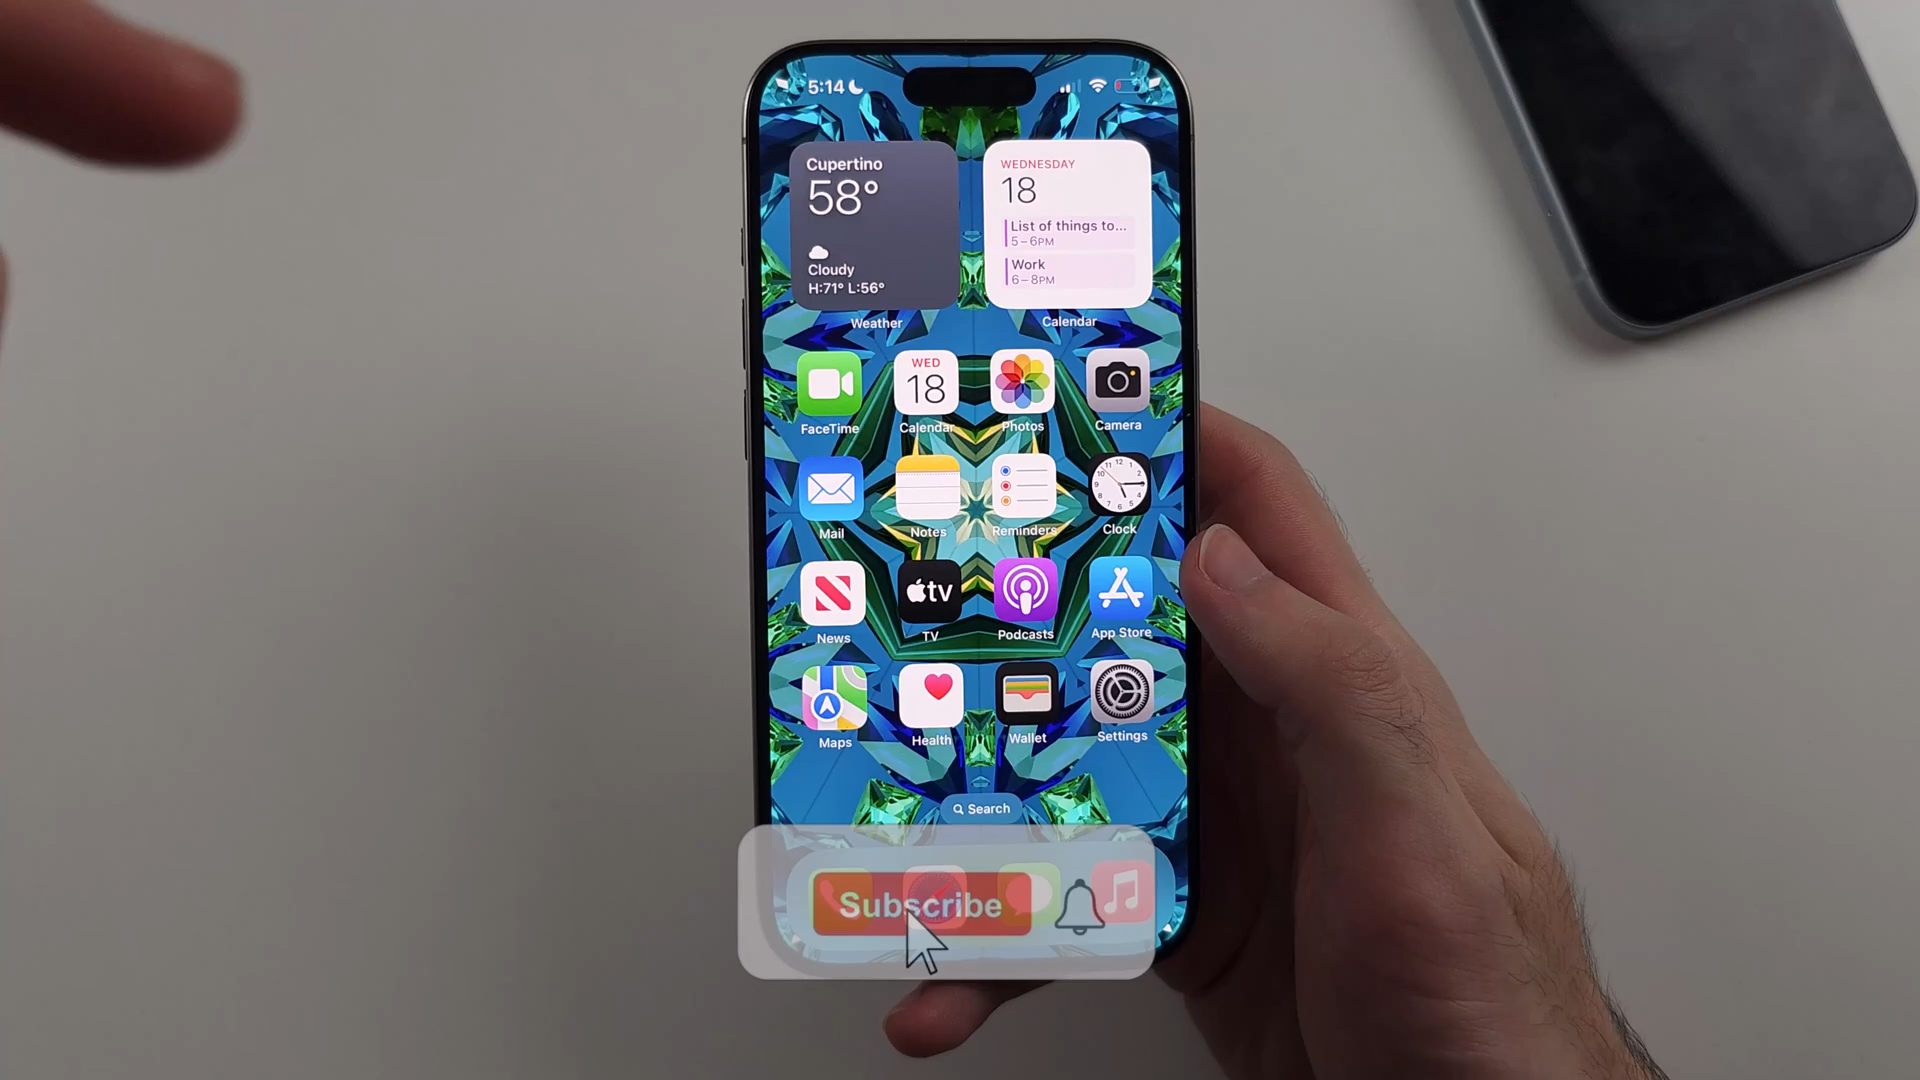 5:14
Cupertino
58°
Cloudy
H:71° L:56°
Weather
WEDNESDAY
18
List of things to...
5–6PM
Work
6–8PM
Calendar
WED
18
FaceTime
Calendar
Photos
Camera
Mail
Notes
Reminders
Clock
tv
News
TV
Podcasts
App Store
Maps
Health
Wallet
Settings
Search
Subscribe